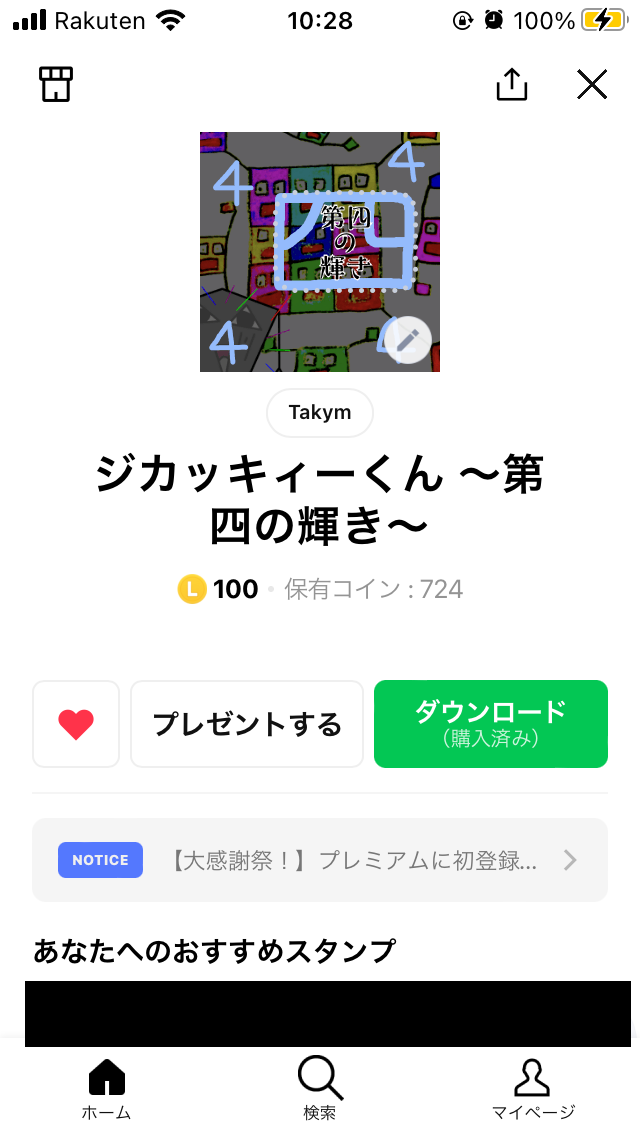 Rakuten 10:28 100%
4 4
第四
の
輝き
4
Takym
ジカッキィーくん 〜第
四の輝き〜
L 100 • 保有コイン : 724
プレゼントする
ダウンロード
(購入済み)
NOTICE 【大感謝祭！】プレミアムに初登録...
あなたへのおすすめスタンプ
ホーム 検索 マイページ